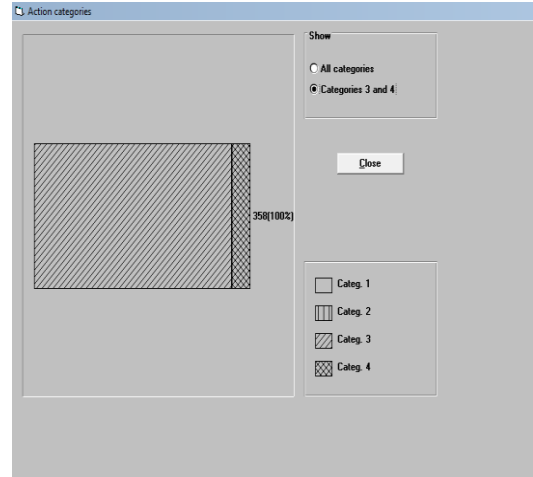 Action categories
Show
All categories
Categories 3 and 4
Close
358(100%)
Categ. 1
Categ. 2
Categ. 3
Categ. 4